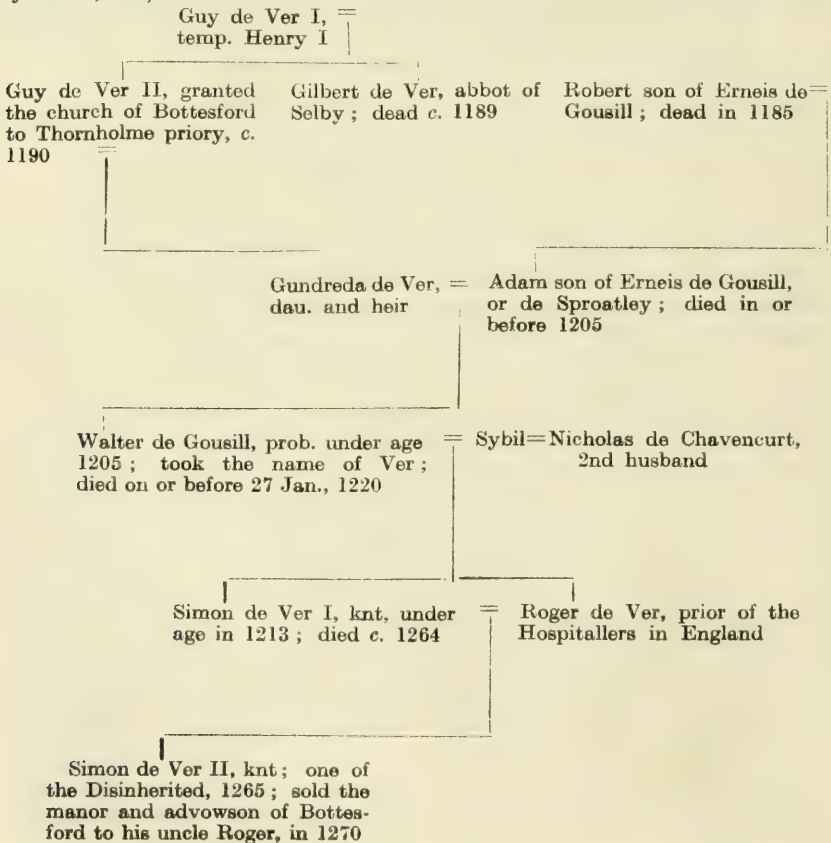 Guy de Ver I, =
temp. Henry I
Guy de Ver II, granted
the church of Bottesford
to Thornholme priory, c.
1190 =
Gilbert de Ver, abbot of
Selby ; dead c. 1189
Robert son of Erneis de =
Gousill ; dead in 1185
Gundreda de Ver, =
dau. and heir
Adam son of Erneis de Gousill,
or de Sproatley ; died in or
before 1205
Walter de Gousill, prob. under age =
1205 ; took the name of Ver ;
died on or before 27 Jan., 1220
Sybil=Nicholas de Chavencurt,
2nd husband
Simon de Ver I, knt, under =
age in 1213 ; died c. 1264
Roger de Ver, prior of the
Hospitallers in England
Simon de Ver II, knt ; one of
the Disinherited, 1265 ; sold the
manor and advowson of Bottes-
ford to his uncle Roger, in 1270